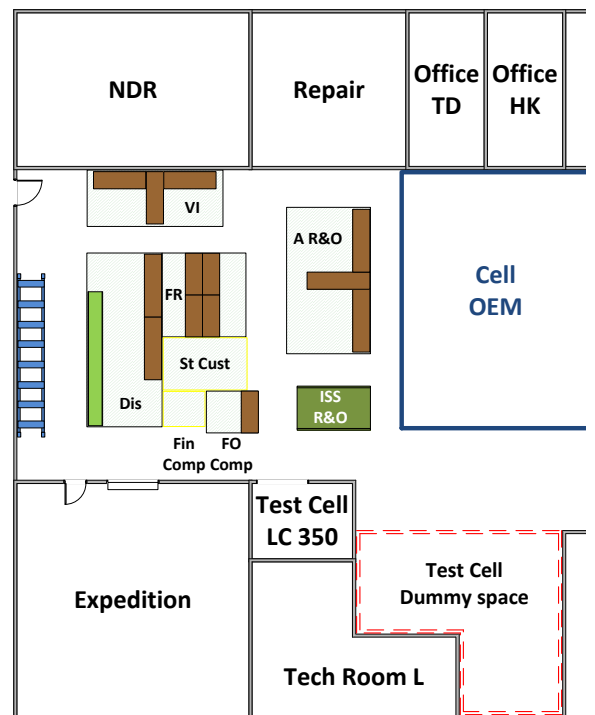 NDR
Repair
Office
TD
Office
HK
VI
A R&O
Cell
OEM
FR
St Cust
Dis
ISS
R&O
Fin
Comp
FO
Comp
Test Cell
LC 350
Expedition
Test Cell
Dummy space
Tech Room L